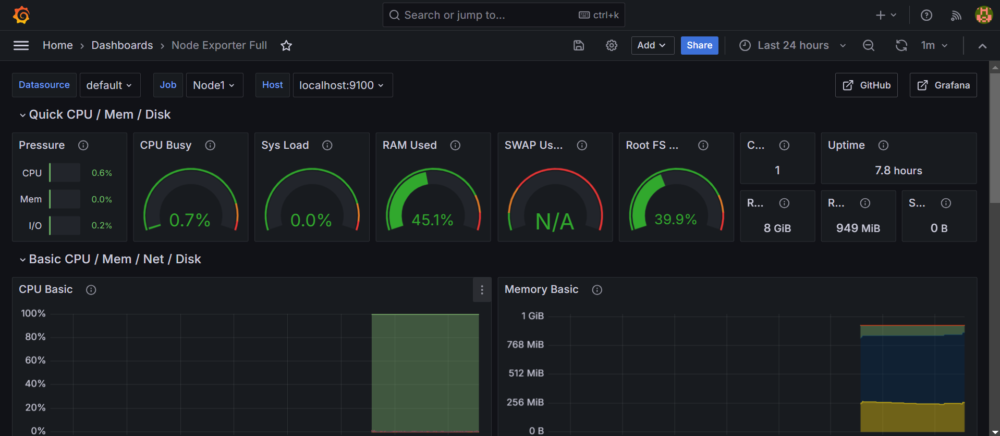 Search or jump to... ctrl+k
Home › Dashboards › Node Exporter Full Add Share Last 24 hours 1m
Datasource default Job Node1 Host localhost:9100 GitHub Grafana
Quick CPU / Mem / Disk
Pressure
CPU 0.6%
Mem 0.0%
I/O 0.2%
CPU Busy
0.7%
Sys Load
0.0%
RAM Used
45.1%
SWAP Us...
N/A
Root FS ...
39.9%
C...
1
Uptime
7.8 hours
R...
8 GiB
R...
949 MiB
S...
0 B
Basic CPU / Mem / Net / Disk
CPU Basic
100%
80%
60%
40%
20%
0%
Memory Basic
1 GiB
768 MiB
512 MiB
256 MiB
0 B